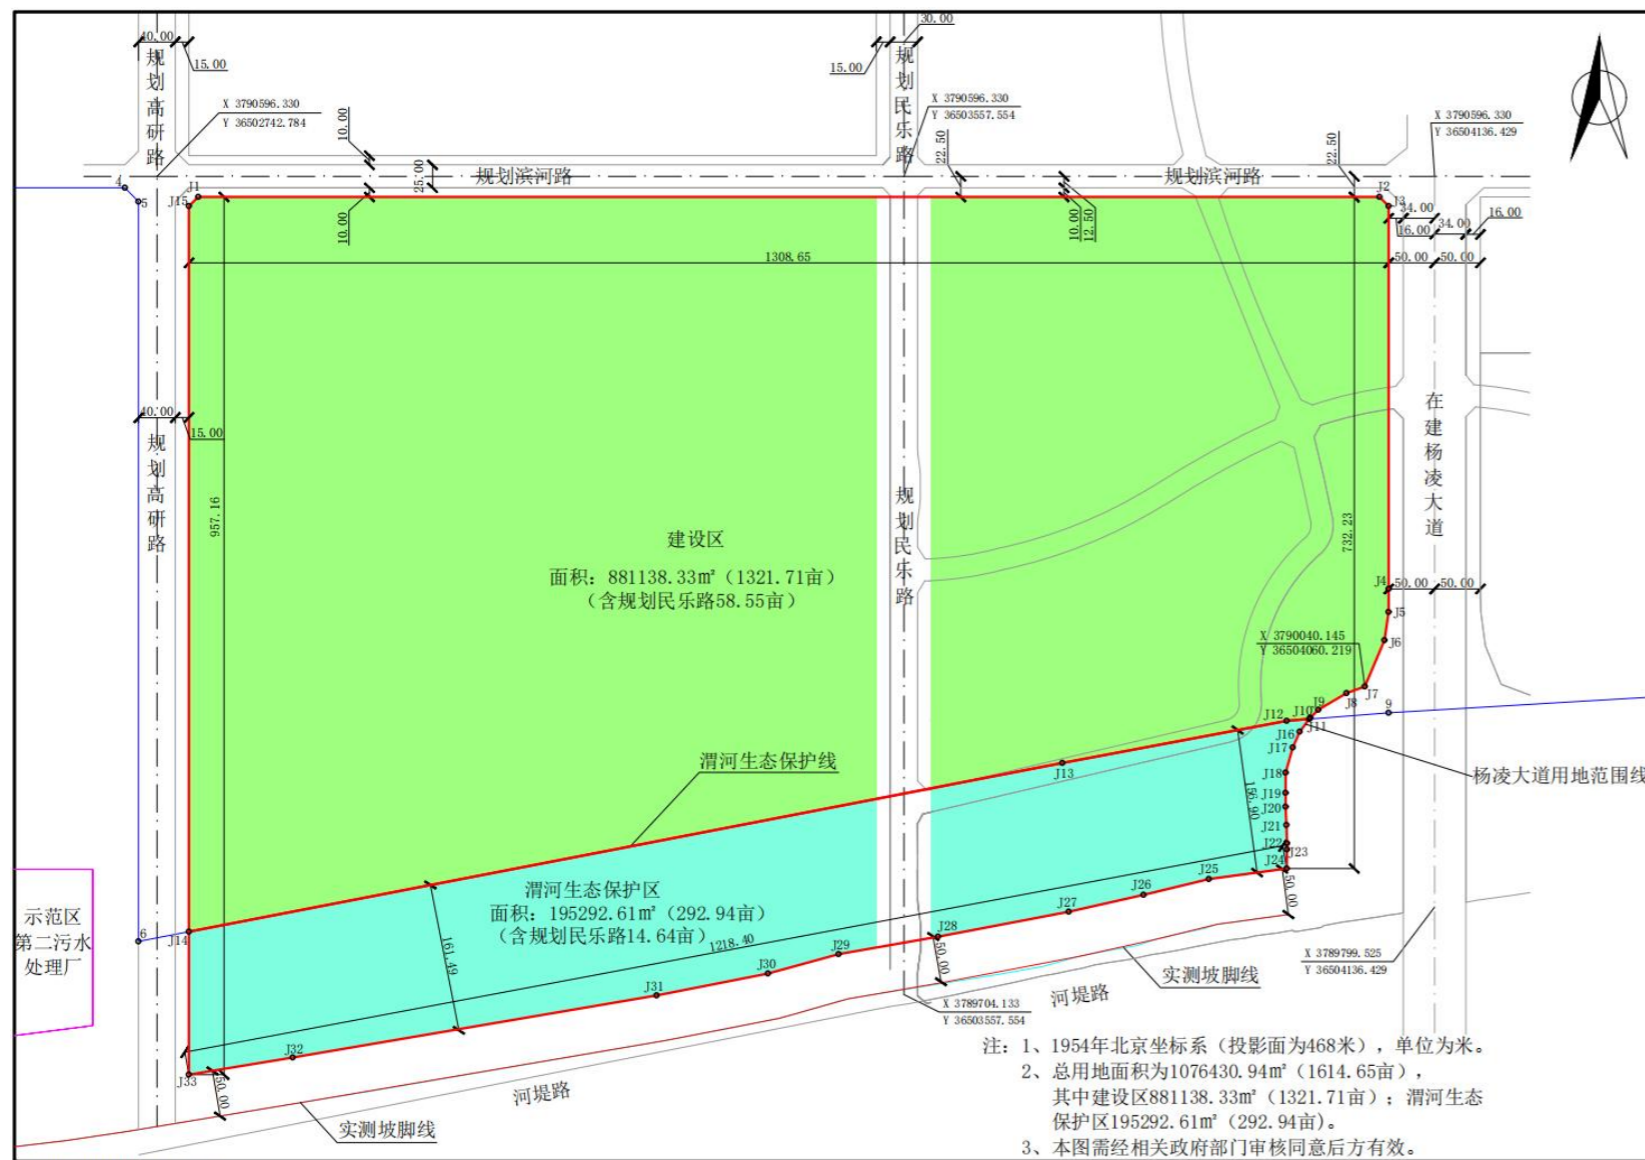 40.00
15.00
规划高研路
X 3790596.330
Y 36502742.784
10.00
25.00
规划滨河路
15.00
30.00
规划民乐路
X 3790596.330
Y 36503557.554
22.50
规划滨河路
22.50
X 3790596.330
Y 36504136.429
4
5
J1
J15
10.00
10.00
12.50
J2
J3
34.00
16.00
34.00
16.00
1308.65
50.00
50.00
40.00
15.00
规划高研路
957.16
建设区
面积：881138.33㎡（1321.71亩）
（含规划民乐路58.55亩）
规划民乐路
732.23
在建杨凌大道
J4
50.00
50.00
J5
J6
X 3790040.145
Y 36504060.219
J7
J8
J9
9
J10
J11
J12
J13
J16
J17
J18
J19
J20
J21
J22
J23
J24
杨凌大道用地范围线
渭河生态保护线
156.90
渭河生态保护区
面积：195292.61㎡（292.94亩）
（含规划民乐路14.64亩）
1218.40
161.49
示范区
第二污水
处理厂
6
J14
J25
J26
J27
J28
J29
J30
J31
J32
J33
50.00
50.00
50.00
X 3789799.525
Y 36504136.429
X 3789704.133
Y 36503557.554
河堤路
实测坡脚线
河堤路
实测坡脚线
注：1、1954年北京坐标系（投影面为468米），单位为米。
2、总用地面积为1076430.94㎡（1614.65亩），
其中建设区881138.33㎡（1321.71亩）；渭河生态
保护区195292.61㎡（292.94亩）。
3、本图需经相关政府部门审核同意后方有效。